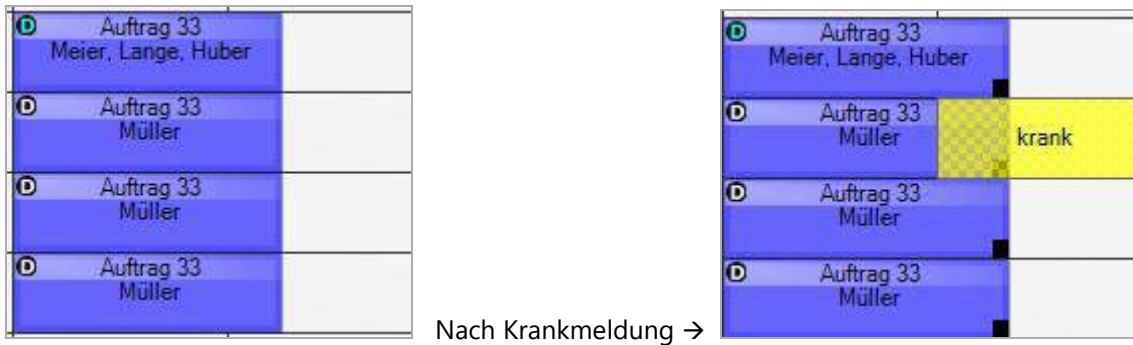 D Auftrag 33
Meier, Lange, Huber
D Auftrag 33
Müller
D Auftrag 33
Müller
D Auftrag 33
Müller
Nach Krankmeldung →
D Auftrag 33
Meier, Lange, Huber
D Auftrag 33
Müller
krank
D Auftrag 33
Müller
D Auftrag 33
Müller